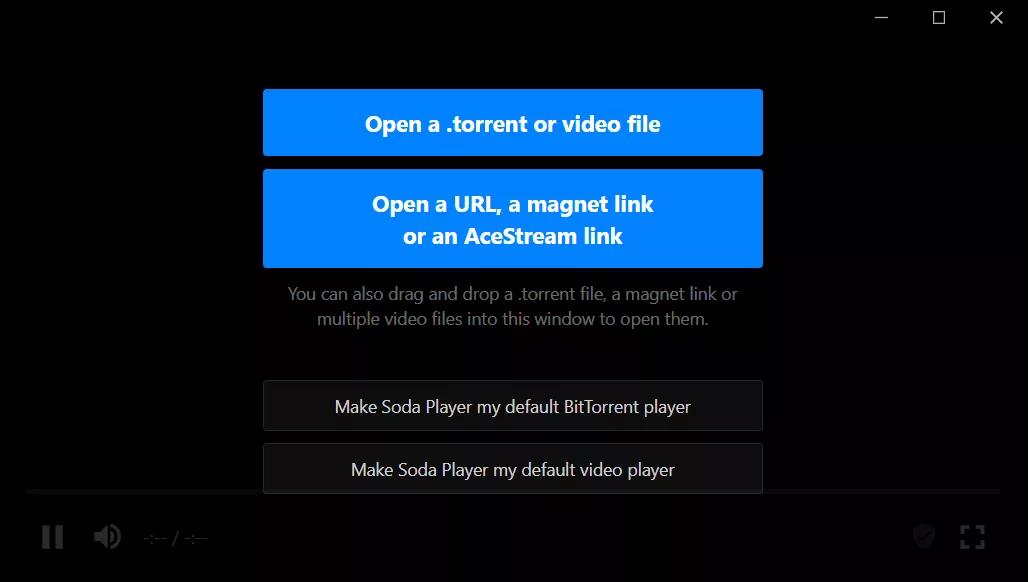 Open a .torrent or video file
Open a URL, a magnet link
or an AceStream link
You can also drag and drop a .torrent file, a magnet link or
multiple video files into this window to open them.
Make Soda Player my default BitTorrent player
Make Soda Player my default video player
-:-- / -:--